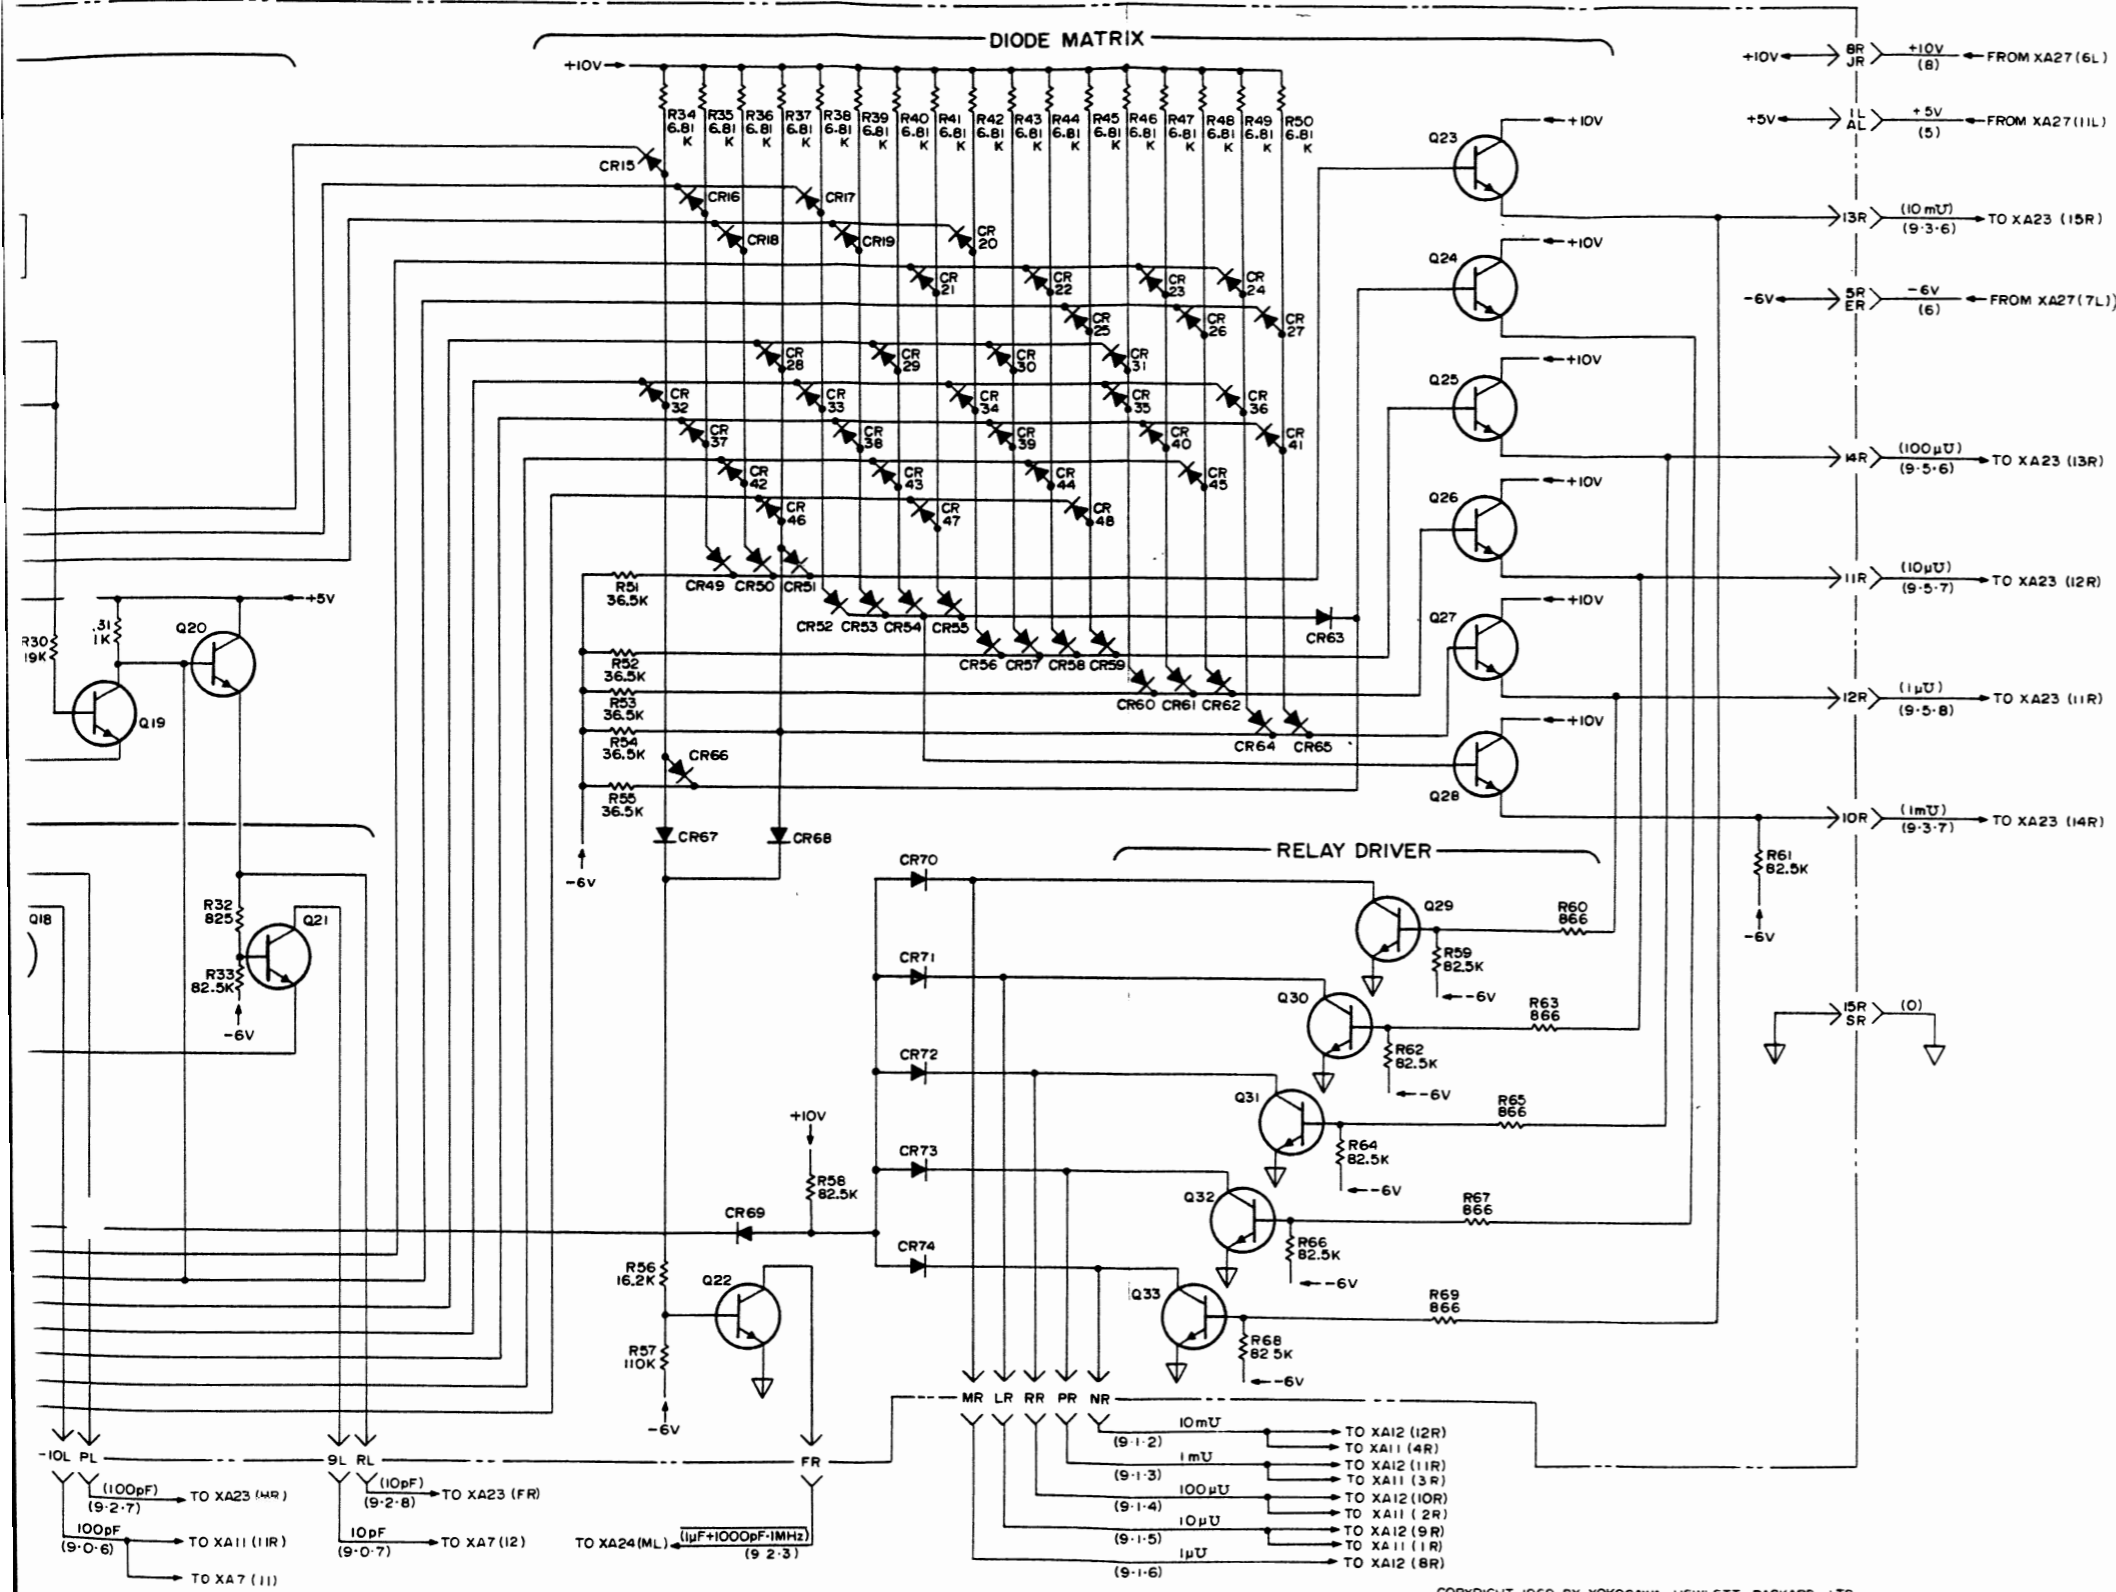 DIODE MATRIX
+10V
R34 6.81 K
R35 6.81 K
R36 6.81 K
R37 6.81 K
R38 6.81 K
R39 6.81 K
R40 6.81 K
R41 6.81 K
R42 6.81 K
R43 6.81 K
R44 6.81 K
R45 6.81 K
R46 6.81 K
R47 6.81 K
R48 6.81 K
R49 6.81 K
R50 6.81 K
+10V 8R JR +10V (8) FROM XA27(6L)
+5V 1L AL +5V (5) FROM XA27(11L)
Q23 +10V
13R (10m℧) (9·3·6) TO XA23 (15R)
Q24 +10V
-6V 5R ER -6V (6) FROM XA27(7L))
Q25 +10V
14R (100µ℧) (9·5·6) TO XA23 (13R)
Q26 +10V
11R (10µ℧) (9·5·7) TO XA23 (12R)
Q27 +10V
12R (1µ℧) (9·5·8) TO XA23 (11R)
Q28 +10V
10R (1m℧) (9·3·7) TO XA23 (14R)
CR15
CR16 CR17
CR18 CR19 CR 20
CR 21 CR 22 CR 23 CR 24
CR 25 CR 26 CR 27
CR 28 CR 29 CR 30 CR 31
CR 32 CR 33 CR 34 CR 35 CR 36
CR 37 CR 38 CR 39 CR 40 CR 41
CR 42 CR 43 CR 44 CR 45
CR 46 CR 47 CR 48
R51 36.5K CR49 CR50 CR51
CR52 CR53 CR54 CR55 CR63
R52 36.5K CR56 CR57 CR58 CR59
R53 36.5K CR60 CR61 CR62
R54 36.5K CR64 CR65
CR66
R55 36.5K
-6V
CR67 CR68
+5V
R30 19K
.31 1K
Q20
Q19
Q18
R32 825
Q21
R33 82.5K
-6V
RELAY DRIVER
R61 82.5K
-6V
CR70 Q29 R60 866
R59 82.5K
-6V
CR71 Q30 R63 866
R62 82.5K
-6V
CR72 Q31 R65 866
R64 82.5K
-6V
CR73 Q32 R67 866
R66 82.5K
-6V
CR74 Q33 R69 866
R68 82 5K
-6V
15R SR (0)
+10V
R58 82.5K
CR69
R56 16.2K
Q22
R57 110K
-6V
MR LR RR PR NR
-10L PL 9L RL FR
(100pF) (9·2·7) TO XA23
(10pF) (9·2·8) TO XA23 (FR)
100pF (9·0·6) TO XA11 (11R)
TO XA7 (11)
10pF (9·0·7) TO XA7 (12)
TO XA24(ML) (1µF+1000pF·1MHz) (9 2·3)
10m℧ (9·1·2) TO XA12 (12R)
TO XA11 (4R)
1m℧ (9·1·3) TO XA12 (11R)
TO XA11 (3R)
100µ℧ (9·1·4) TO XA12 (10R)
TO XA11 (2R)
10µ℧ (9·1·5) TO XA12 (9R)
TO XA11 (1R)
1µ℧ (9·1·6) TO XA12 (8R)